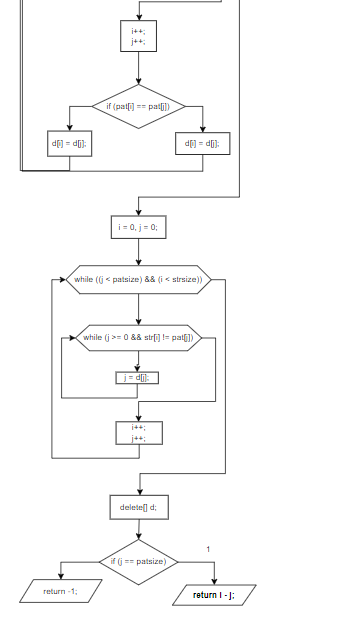 i++;
j++;
if (pat[i] == pat[j])
d[i] = d[j];
d[i] = d[j];
i = 0, j = 0;
while ((j < patsize) && (i < strsize))
while (j >= 0 && str[i] != pat[j])
j = d[j];
i++;
j++;
delete[] d;
if (j == patsize)
1
return -1;
return i - j;